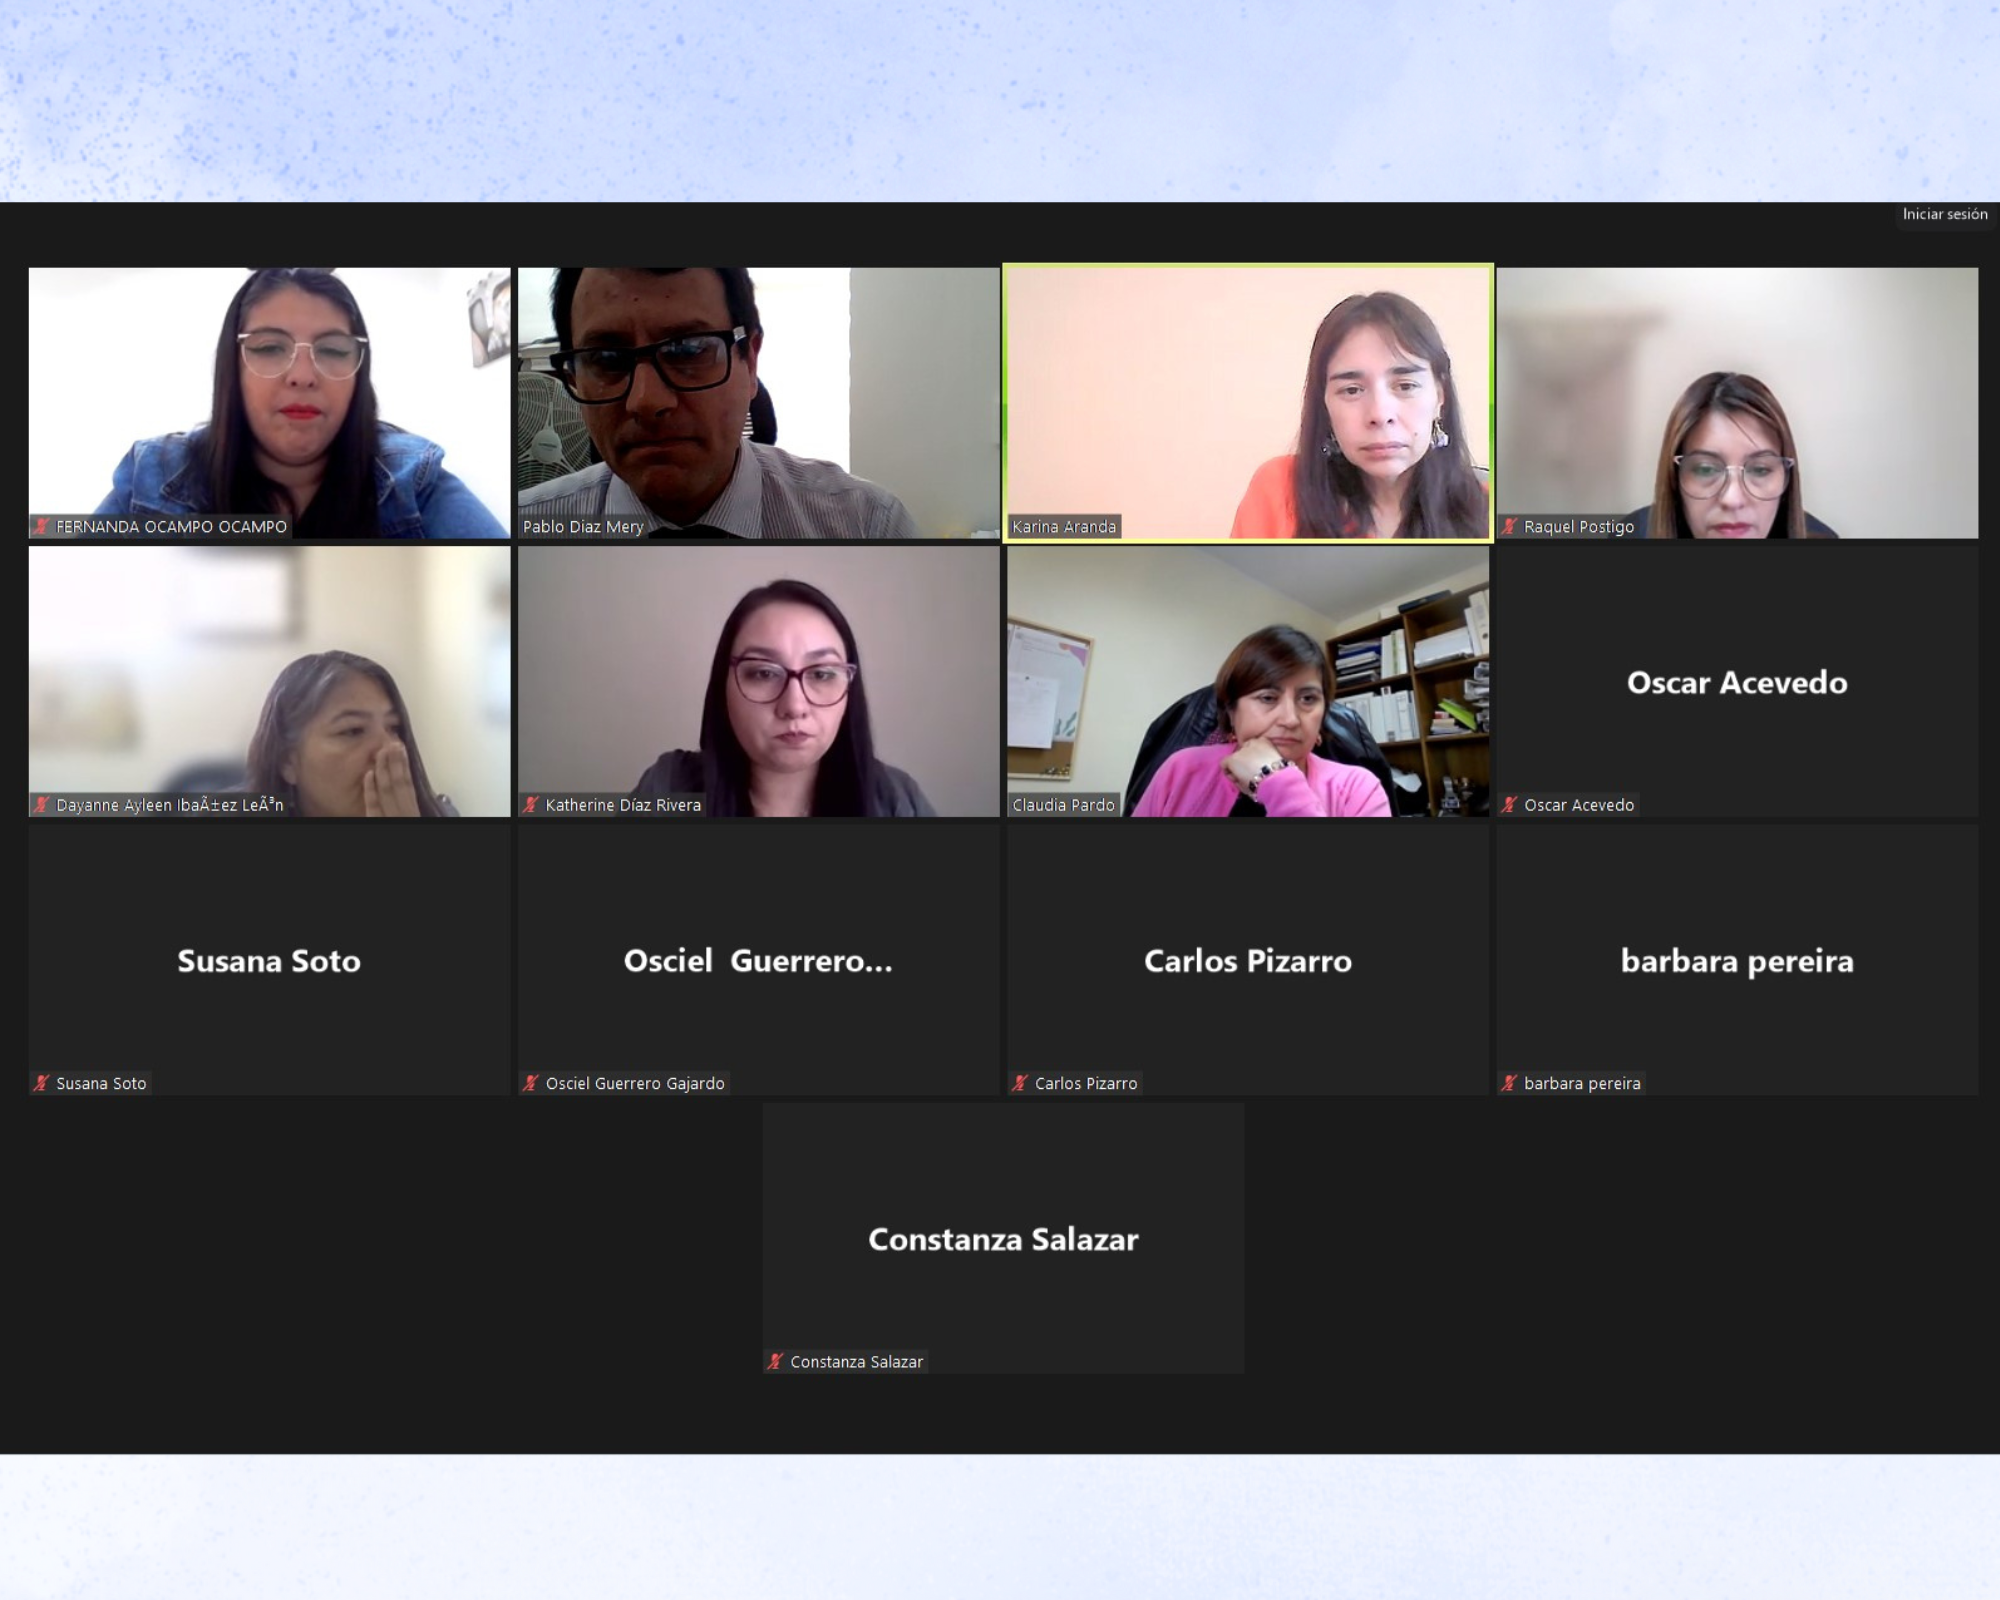 Iniciar sesión
FERNANDA OCAMPO OCAMPO
Pablo Diaz Mery
Karina Aranda
Raquel Postigo
Dayanne Ayleen IbaÃ±ez LeÃ³n
Katherine Díaz Rivera
Claudia Pardo
Oscar Acevedo
Oscar Acevedo
Susana Soto
Susana Soto
Osciel Guerrero...
Osciel Guerrero Gajardo
Carlos Pizarro
Carlos Pizarro
barbara pereira
barbara pereira
Constanza Salazar
Constanza Salazar